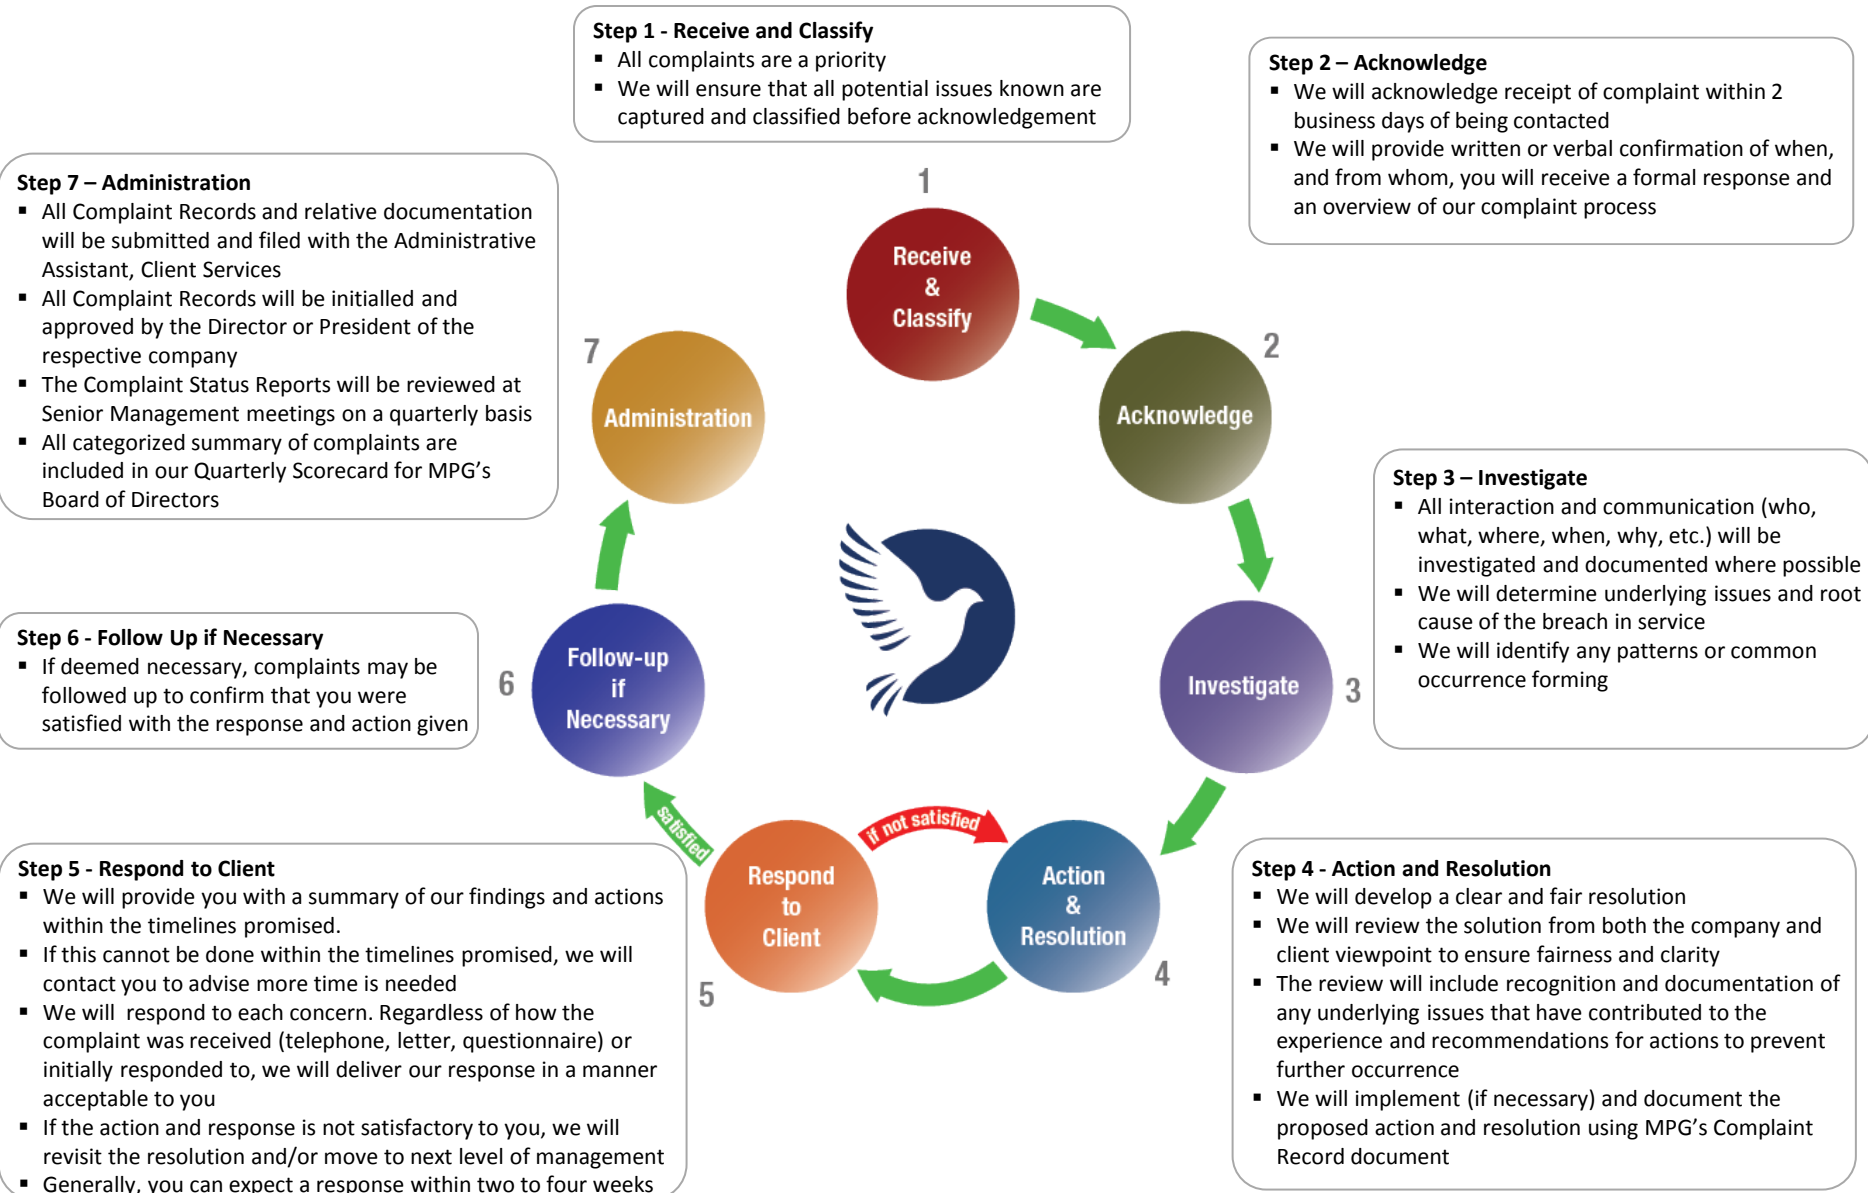 Step 1 - Receive and Classify
▪ All complaints are a priority
▪ We will ensure that all potential issues known are
captured and classified before acknowledgement
Step 2 – Acknowledge
▪ We will acknowledge receipt of complaint within 2
business days of being contacted
▪ We will provide written or verbal confirmation of when,
and from whom, you will receive a formal response and
an overview of our complaint process
Step 7 – Administration
▪ All Complaint Records and relative documentation
will be submitted and filed with the Administrative
Assistant, Client Services
▪ All Complaint Records will be initialled and
approved by the Director or President of the
respective company
▪ The Complaint Status Reports will be reviewed at
Senior Management meetings on a quarterly basis
▪ All categorized summary of complaints are
included in our Quarterly Scorecard for MPG's
Board of Directors
1
Receive
&
Classify
2
Acknowledge
7
Administration
Step 3 – Investigate
▪ All interaction and communication (who,
what, where, when, why, etc.) will be
investigated and documented where possible
▪ We will determine underlying issues and root
cause of the breach in service
▪ We will identify any patterns or common
occurrence forming
Step 6 - Follow Up if Necessary
▪ If deemed necessary, complaints may be
followed up to confirm that you were
satisfied with the response and action given
6
Follow-up
if
Necessary
Investigate
3
satisfied
if not satisfied
Respond
to
Client
5
Action
&
Resolution
4
Step 5 - Respond to Client
▪ We will provide you with a summary of our findings and actions
within the timelines promised.
▪ If this cannot be done within the timelines promised, we will
contact you to advise more time is needed
▪ We will  respond to each concern. Regardless of how the
complaint was received (telephone, letter, questionnaire) or
initially responded to, we will deliver our response in a manner
acceptable to you
▪ If the action and response is not satisfactory to you, we will
revisit the resolution and/or move to next level of management
▪ Generally, you can expect a response within two to four weeks
Step 4 - Action and Resolution
▪ We will develop a clear and fair resolution
▪ We will review the solution from both the company and
client viewpoint to ensure fairness and clarity
▪ The review will include recognition and documentation of
any underlying issues that have contributed to the
experience and recommendations for actions to prevent
further occurrence
▪ We will implement (if necessary) and document the
proposed action and resolution using MPG's Complaint
Record document